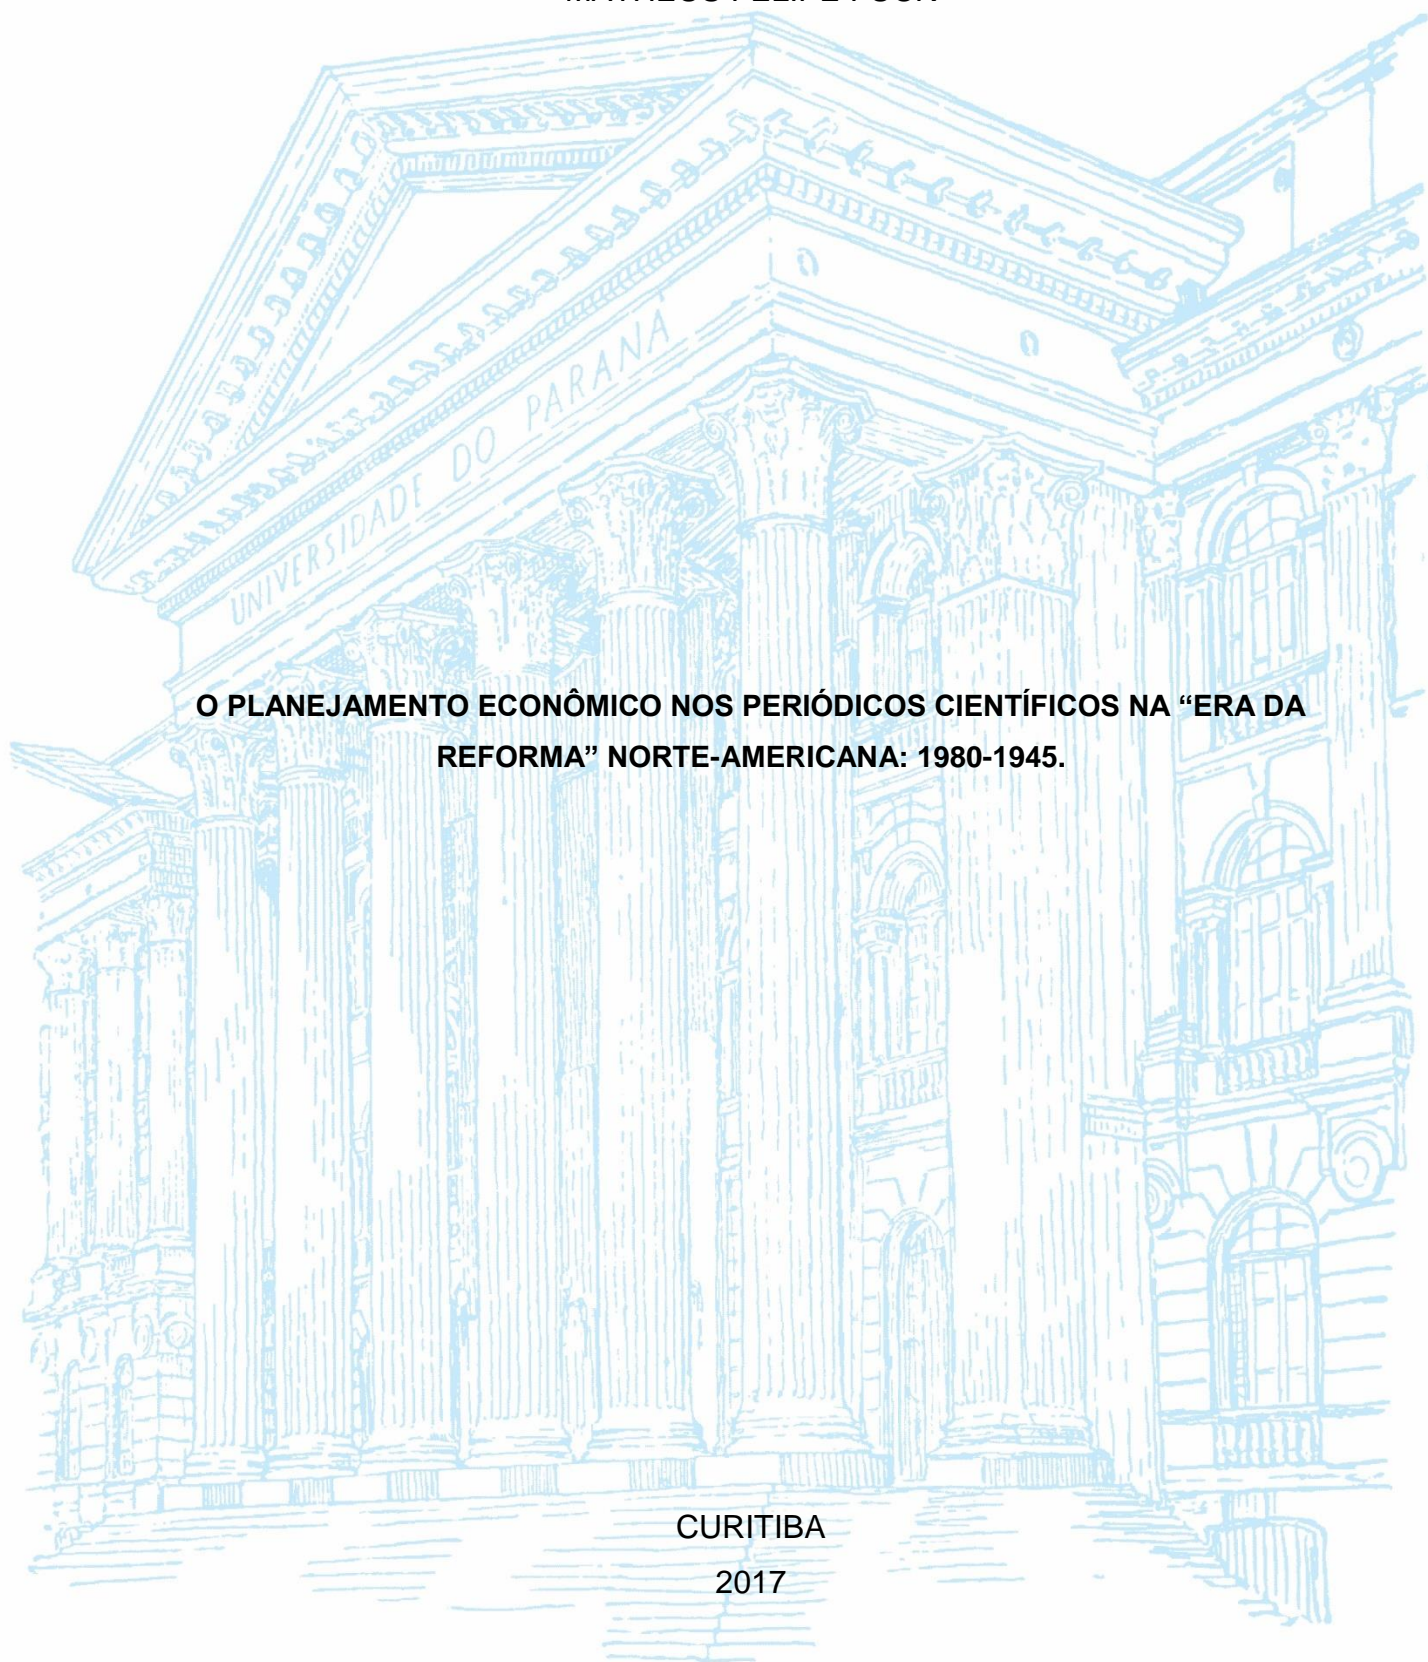 UNIVERSIDADE DO PARANÁ
O PLANEJAMENTO ECONÔMICO NOS PERIÓDICOS CIENTÍFICOS NA “ERA DA
REFORMA” NORTE-AMERICANA: 1980-1945.
CURITIBA
2017